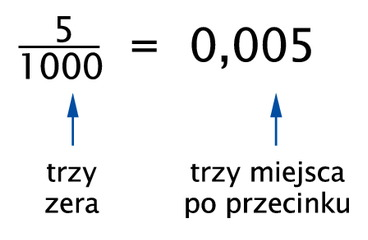 5/1000 = 0,005
trzy zera
trzy miejsca po przecinku